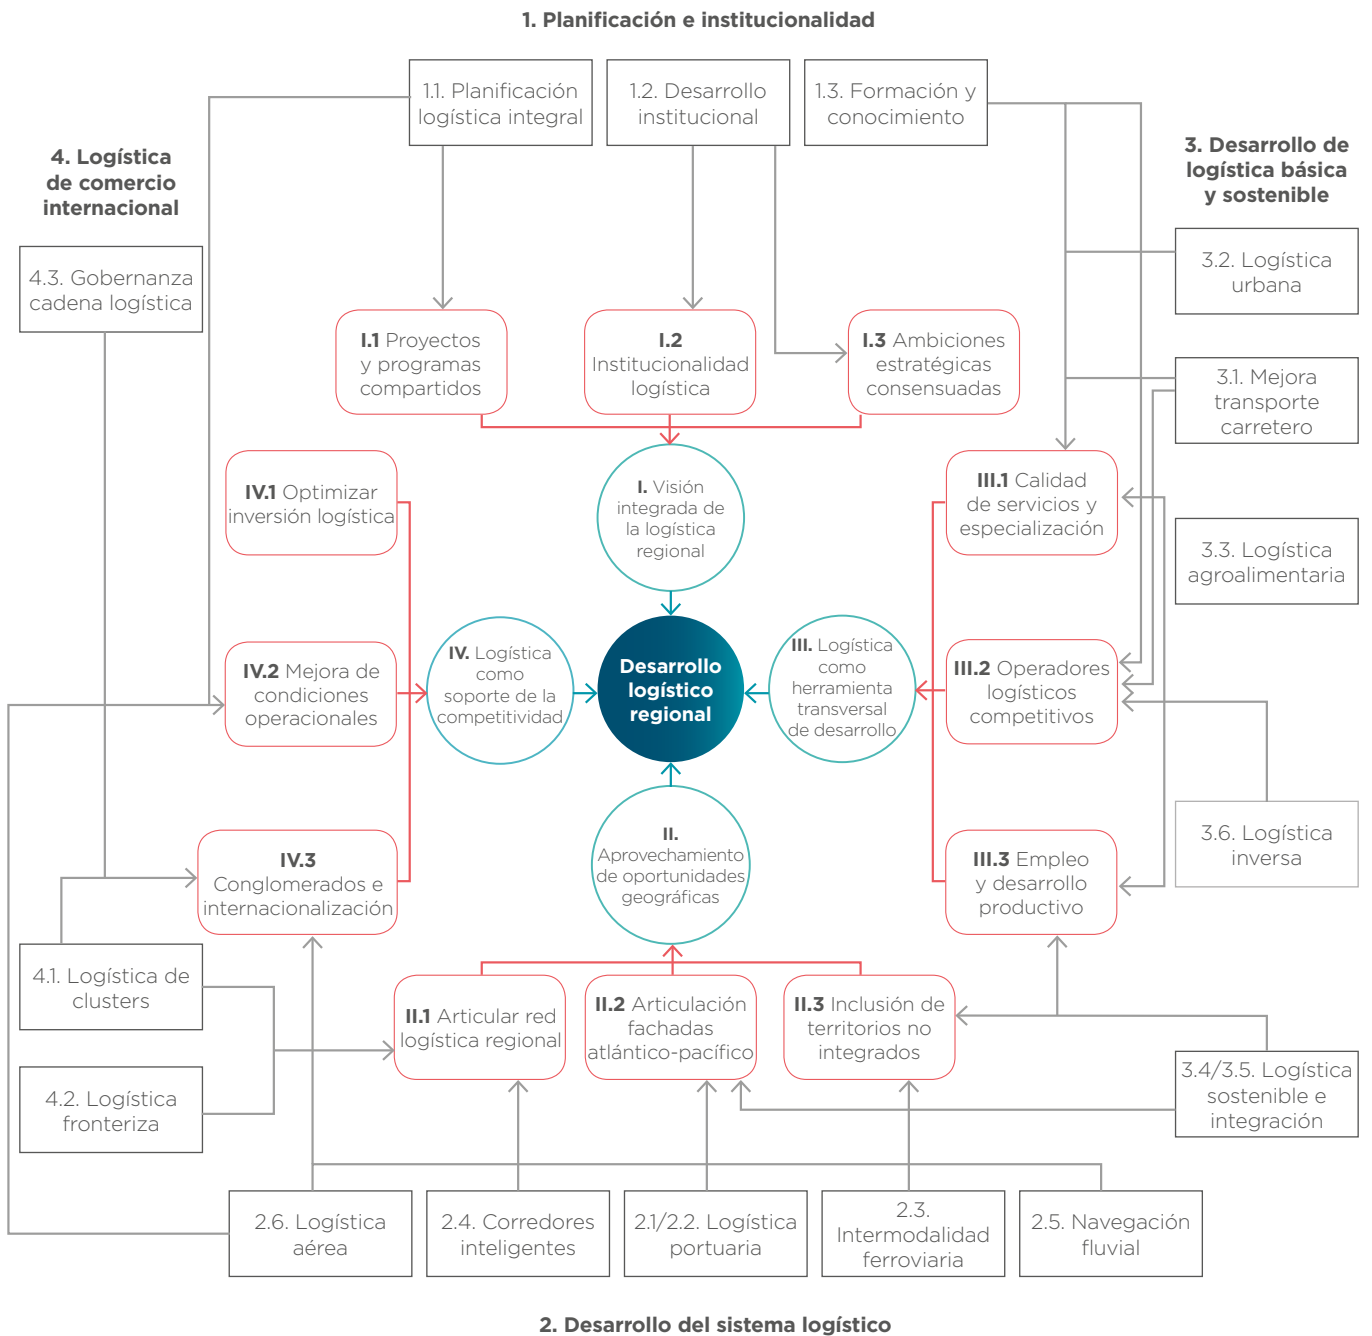 1. Planificación e institucionalidad
1.1. Planificación
logística integral
1.2. Desarrollo
institucional
1.3. Formación y
conocimiento
4. Logística
de comercio
internacional
3. Desarrollo de
logística básica
y sostenible
4.3. Gobernanza
cadena logística
3.2. Logística
urbana
I.1 Proyectos
y programas
compartidos
I.2
Institucionalidad
logística
I.3 Ambiciones
estratégicas
consensuadas
3.1. Mejora
transporte
carretero
IV.1 Optimizar
inversión logística
I. Visión
integrada de
la logística
regional
III.1 Calidad
de servicios y
especialización
3.3. Logística
agroalimentaria
IV.2 Mejora de
condiciones
operacionales
IV. Logística
como
soporte de la
competitividad
Desarrollo
logístico
regional
III. Logística
como
herramienta
transversal
de desarrollo
III.2 Operadores
logísticos
competitivos
IV.3
Conglomerados e
internacionalización
II.
Aprovechamiento
de oportunidades
geográficas
III.3 Empleo
y desarrollo
productivo
3.6. Logística
inversa
4.1. Logística de
clusters
II.1 Articular red
logística regional
II.2 Articulación
fachadas
atlántico-pacífico
II.3 Inclusión de
territorios no
integrados
4.2. Logística
fronteriza
3.4/3.5. Logística
sostenible e
integración
2.6. Logística
aérea
2.4. Corredores
inteligentes
2.1/2.2. Logística
portuaria
2.3.
Intermodalidad
ferroviaria
2.5. Navegación
fluvial
2. Desarrollo del sistema logístico